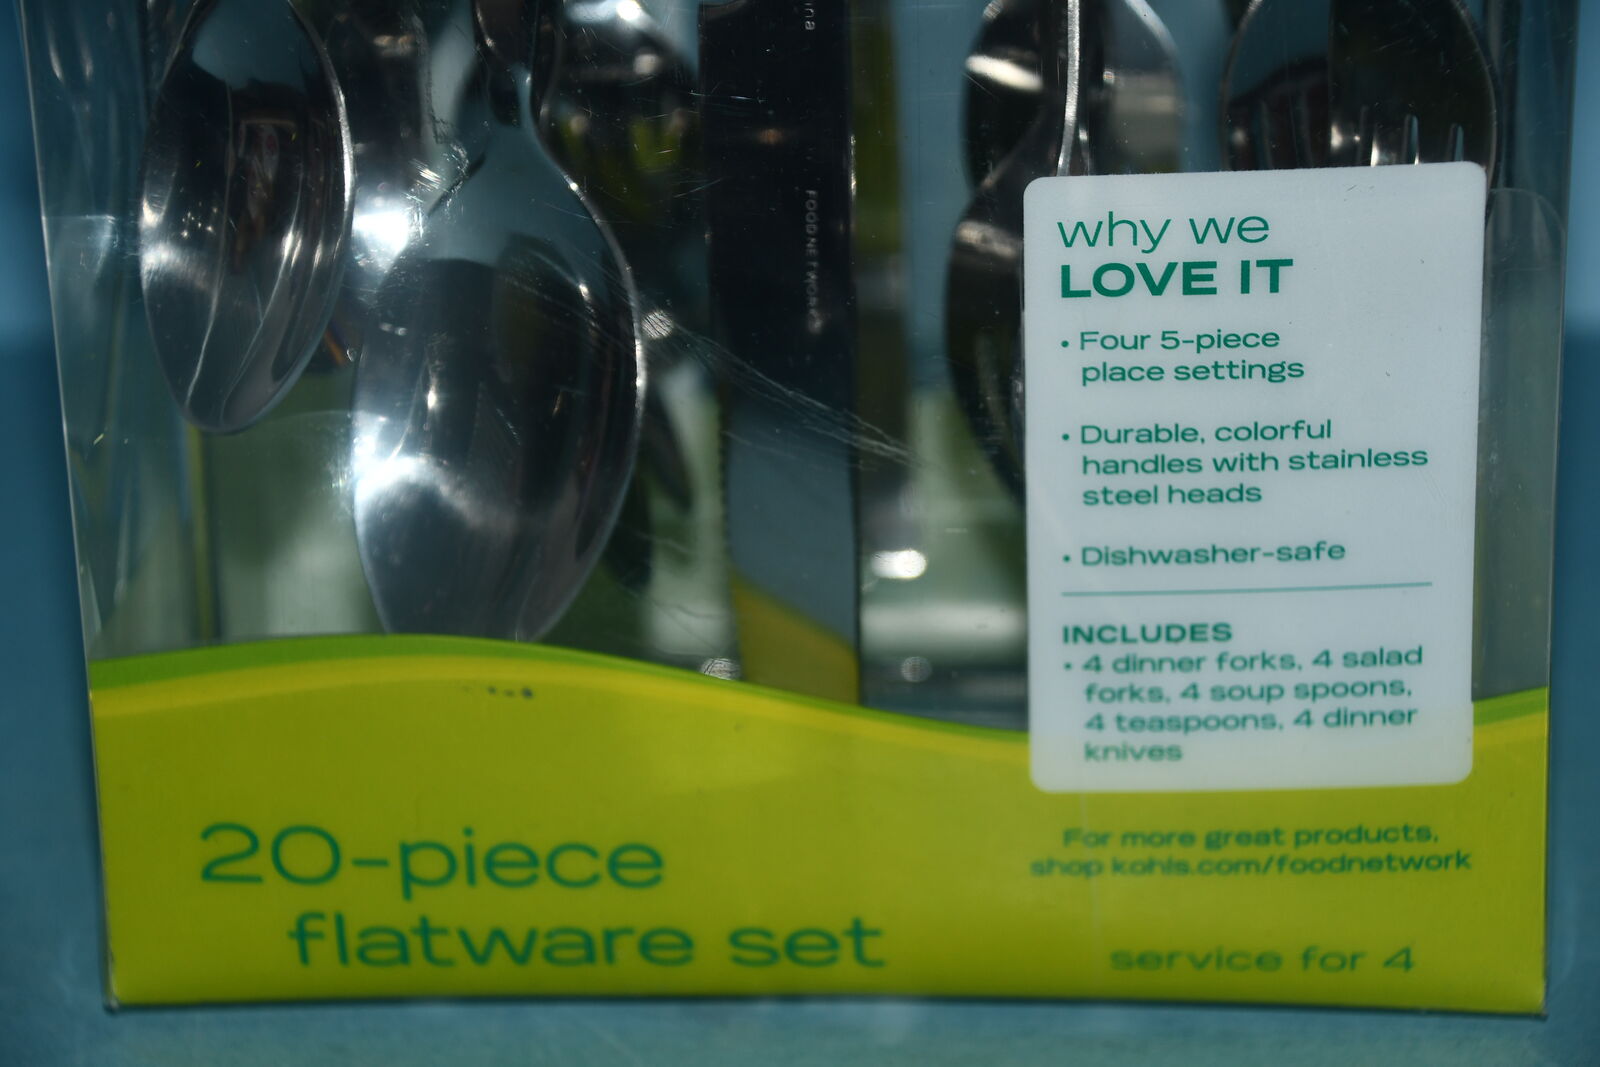 FOODNETWORK
why we
LOVE IT
• Four 5-piece
place settings
• Durable, colorful
handles with stainless
steel heads
• Dishwasher-safe
INCLUDES
• 4 dinner forks, 4 salad
forks, 4 soup spoons,
4 teaspoons, 4 dinner
knives
For more great products,
shop kohls.com/foodnetwork
20-piece
flatware set
service for 4